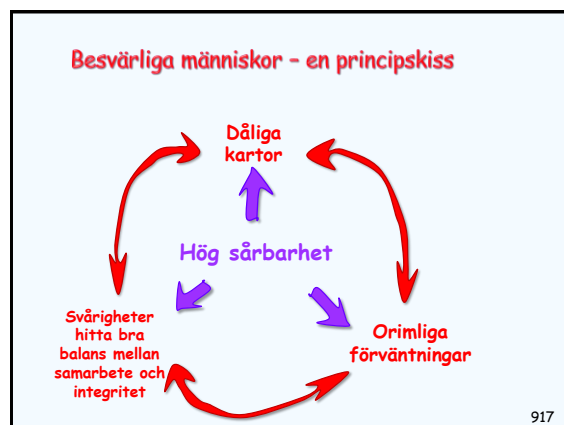 Besvärliga människor – en principskiss
Dåliga
kartor
Hög sårbarhet
Svårigheter
hitta bra
balans mellan
samarbete och
integritet
Orimliga
förväntningar
917